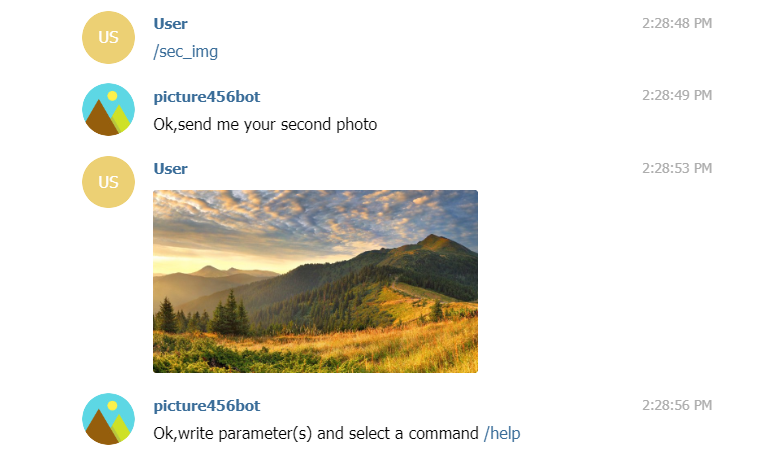 US
User
2:28:48 PM
/sec_img
picture456bot
2:28:49 PM
Ok,send me your second photo
US
User
2:28:53 PM
picture456bot
2:28:56 PM
Ok,write parameter(s) and select a command /help